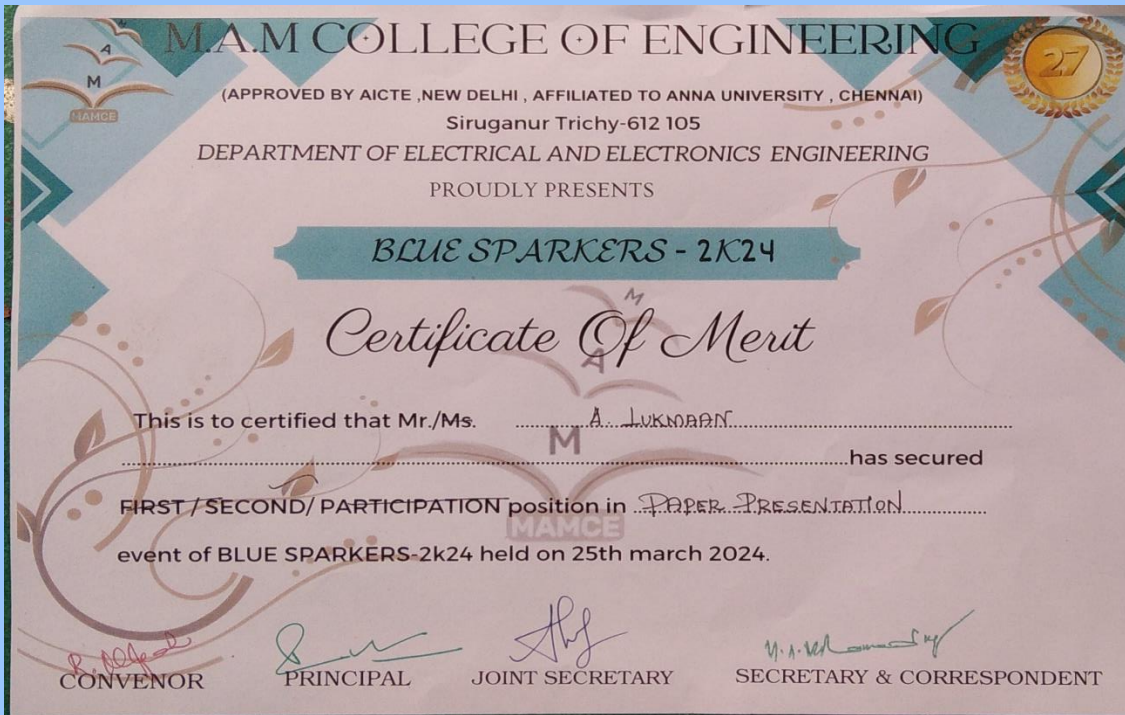 M.A.M COLLEGE OF ENGINEERING
(APPROVED BY AICTE ,NEW DELHI , AFFILIATED TO ANNA UNIVERSITY , CHENNAI)
Siruganur Trichy-612 105
DEPARTMENT OF ELECTRICAL AND ELECTRONICS ENGINEERING
PROUDLY PRESENTS
BLUE SPARKERS - 2K24
Certificate Of Merit
This is to certified that Mr./Ms. A. LUKMAAN
has secured
FIRST / SECOND/ PARTICIPATION position in PAPER PRESENTATION
event of BLUE SPARKERS-2k24 held on 25th march 2024.
CONVENOR PRINCIPAL JOINT SECRETARY SECRETARY & CORRESPONDENT
M
A
M
MAMCE
27
M
A
M
MAMCE